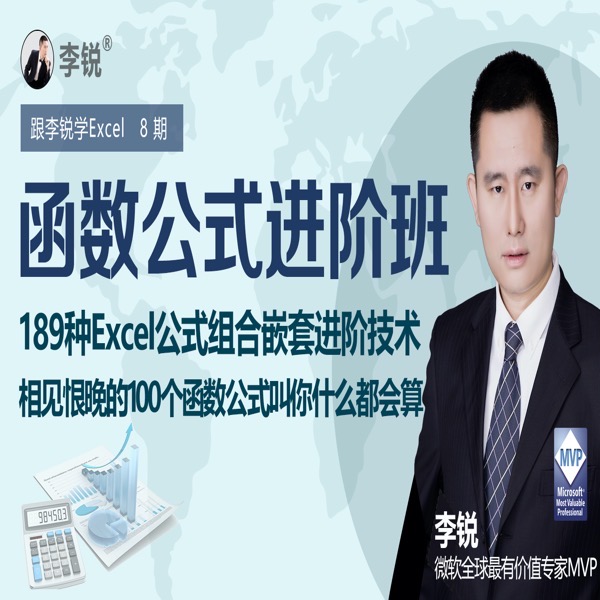 李锐®
跟李锐学Excel 8 期
函数公式进阶班
189种Excel公式组合嵌套进阶技术
相见恨晚的100个函数公式叫你什么都会算
984503
MVP
Microsoft®
Most Valuable
Professional
李锐
微软全球最有价值专家MVP